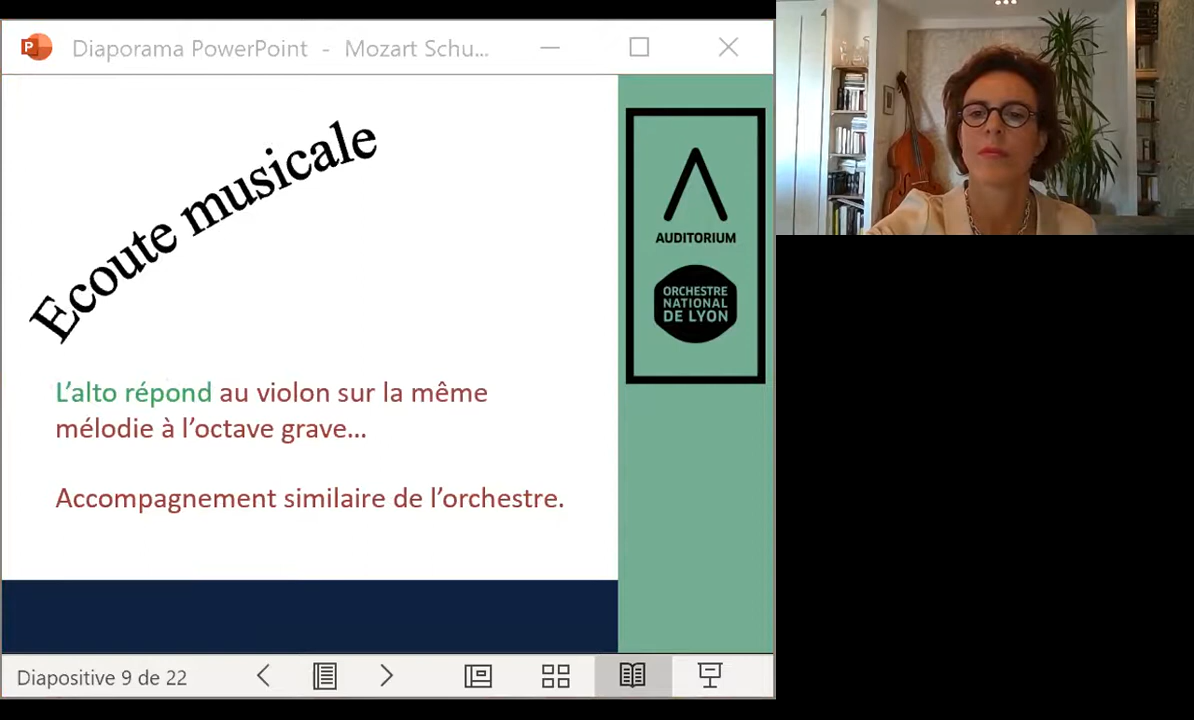 Diaporama PowerPoint - Mozart Schu...
Ecoute musicale
AUDITORIUM
ORCHESTRE
NATIONAL
DE LYON
L’alto répond au violon sur la même
mélodie à l’octave grave...
Accompagnement similaire de l’orchestre.
Diapositive 9 de 22